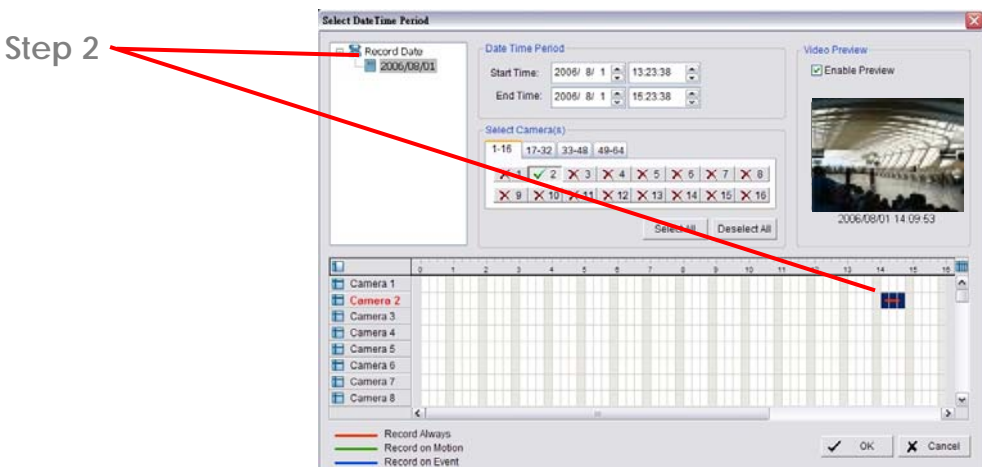 Select DateTime Period
Step 2
Record Date
2006/08/01
Date Time Period
Start Time: 2006/ 8/ 1 13:23:38
End Time: 2006/ 8/ 1 15:23:38
Select Camera(s)
1-16 17-32 33-48 49-64
1 2 3 4 5 6 7 8
9 10 11 12 13 14 15 16
Select All Deselect All
Video Preview
Enable Preview
2006/08/01 14:09:53
0 1 2 3 4 5 6 7 8 9 10 11 12 13 14 15 16
Camera 1
Camera 2
Camera 3
Camera 4
Camera 5
Camera 6
Camera 7
Camera 8
Record Always
Record on Motion
Record on Event
OK Cancel